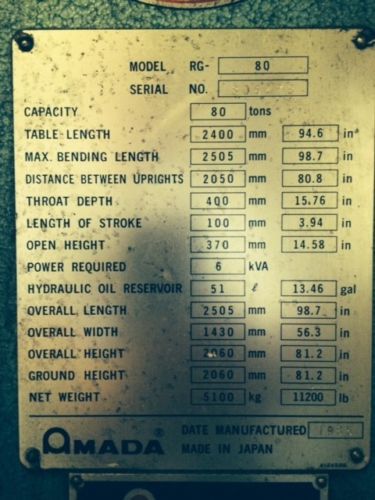 MODEL RG- 80
SERIAL NO.
CAPACITY 80 tons
TABLE LENGTH 2400 mm 94.6 in
MAX. BENDING LENGTH 2505 mm 98.7 in
DISTANCE BETWEEN UPRIGHTS 2050 mm 80.8 in
THROAT DEPTH 400 mm 15.76 in
LENGTH OF STROKE 100 mm 3.94 in
OPEN HEIGHT 370 mm 14.58 in
POWER REQUIRED 6 kVA
HYDRAULIC OIL RESERVOIR 51 ℓ 13.46 gal
OVERALL LENGTH 2505 mm 98.7 in
OVERALL WIDTH 1430 mm 56.3 in
OVERALL HEIGHT 2060 mm 81.2 in
GROUND HEIGHT 2060 mm 81.2 in
NET WEIGHT 5100 kg 11200 lb
AMADA® DATE MANUFACTURED
MADE IN JAPAN